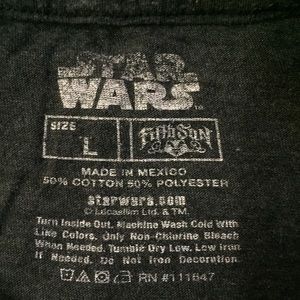 STAR
WARS
SIZE
L
FIFTH SUN
MADE IN MEXICO
50% COTTON 50% POLYESTER
starwars.com
© Lucasfilm Ltd. & TM.
Turn Inside Out. Machine Wash Cold With
Like Colors. Only Non-Chlorine Bleach
When Needed. Tumble Dry Low. Low Iron
If Needed. Do Not Iron Decoration.
RN #111547